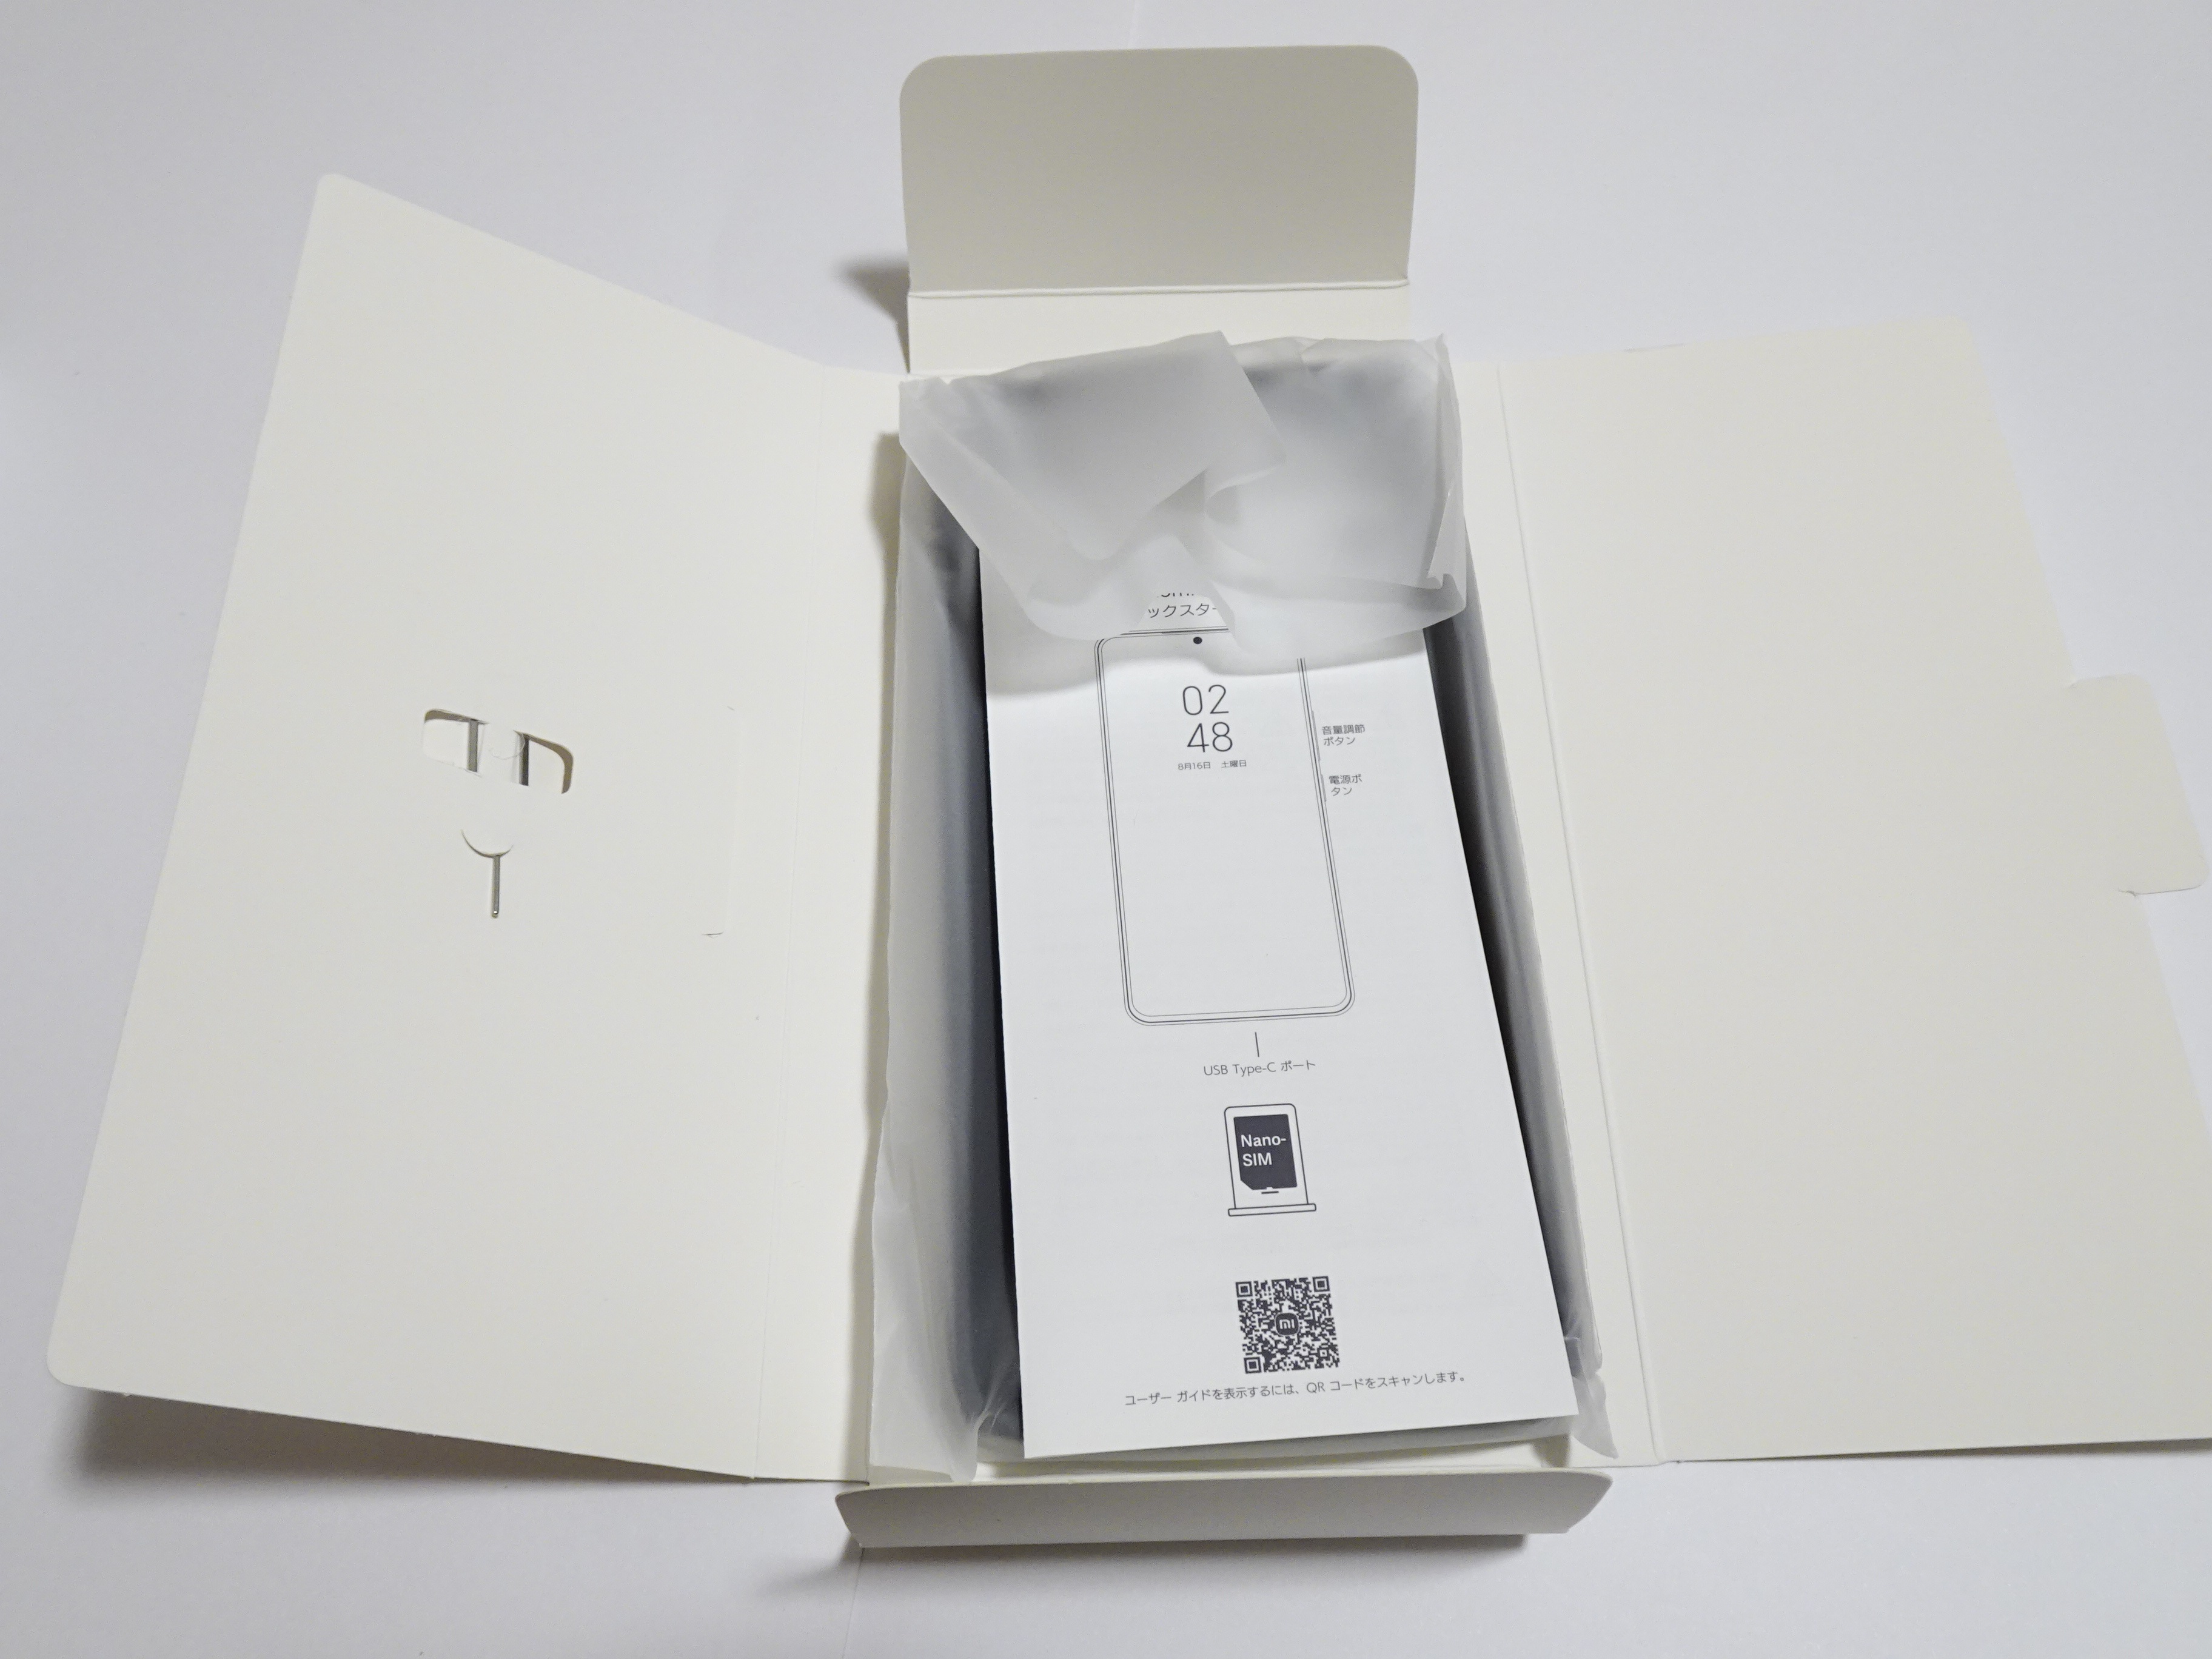 ックスター
02
48
8月16日 土曜日
音量調節
ボタン
電源ボ
タン
USB Type-C ポート
Nano-
SIM
mi
ユーザー ガイドを表示するには、QR コードをスキャンします。